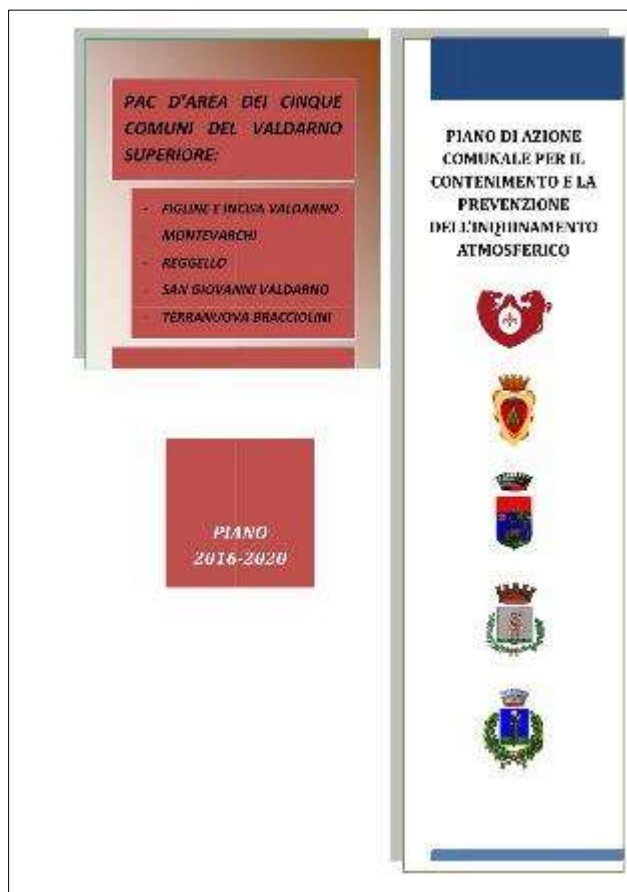 PAC D'AREA DEI CINQUE
COMUNI DEL VALDARNO
SUPERIORE:
- FIGLINE E INCISA VALDARNO
MONTEVARCHI
- REGGELLO
- SAN GIOVANNI VALDARNO
- TERRANUOVA BRACCIOLINI
PIANO
2016-2020
PIANO DI AZIONE
COMUNALE PER IL
CONTENIMENTO E LA
PREVENZIONE
DELL'INQUINAMENTO
ATMOSFERICO